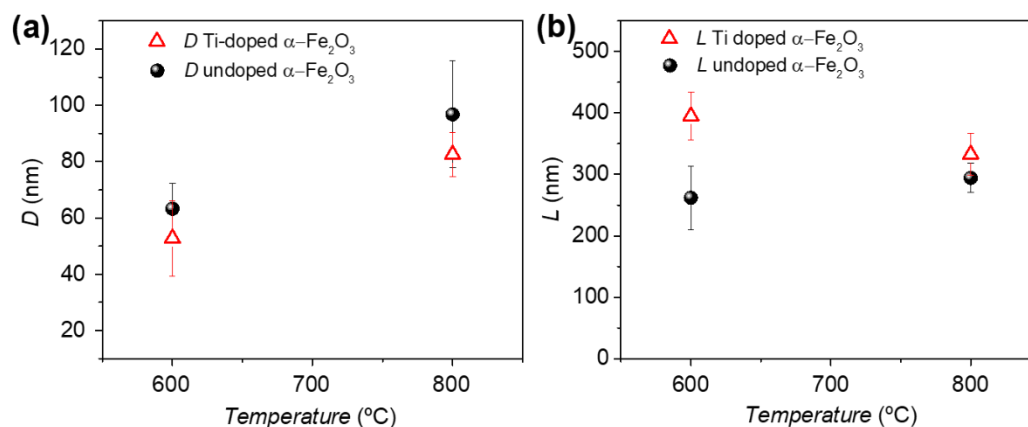 (a)
D Ti-doped α–Fe₂O₃
D undoped α–Fe₂O₃
120
100
80
60
40
20
D (nm)
600
700
800
Temperature (ºC)
(b)
L Ti doped α–Fe₂O₃
L undoped α–Fe₂O₃
500
400
300
200
100
0
L (nm)
600
700
800
Temperature (ºC)